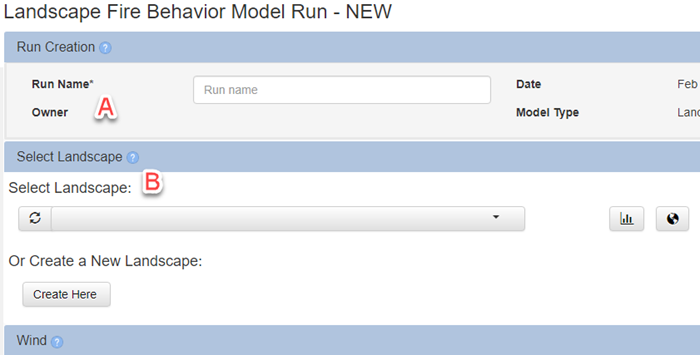 Landscape Fire Behavior Model Run - NEW
Run Creation ?
Run Name* Run name Date Feb
Owner A Model Type Land
Select Landscape ?
Select Landscape: B
Or Create a New Landscape:
Create Here
Wind ?